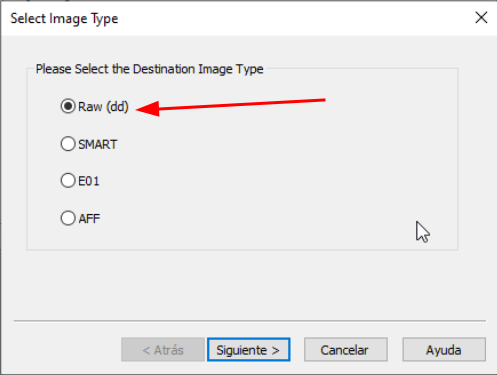 Select Image Type
Please Select the Destination Image Type
Raw (dd)
SMART
E01
AFF
< Atrás Siguiente > Cancelar Ayuda